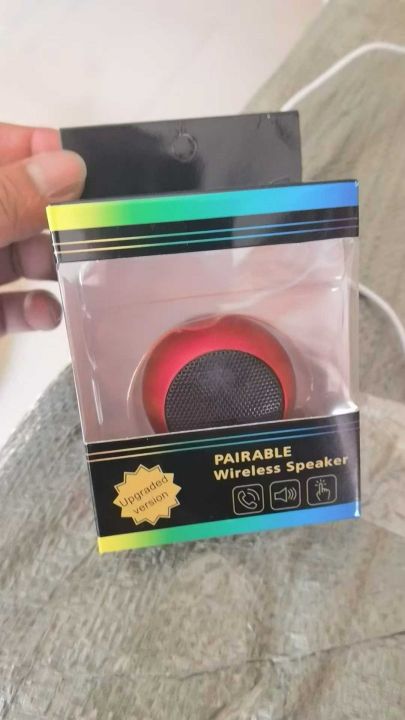 PAIRABLE
Wireless Speaker
Upgraded
version